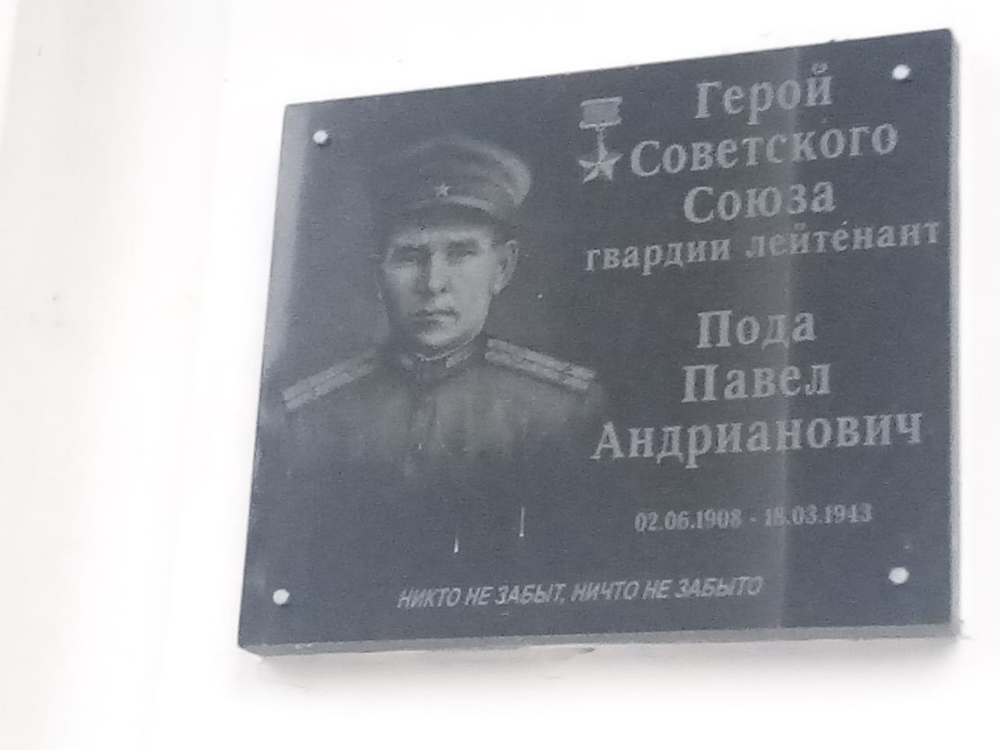 Герой
Советского
Союза
гвардии лейтенант
Пода
Павел
Андрианович
02.06.1908 - 18.03.1943
НИКТО НЕ ЗАБЫТ, НИЧТО НЕ ЗАБЫТО